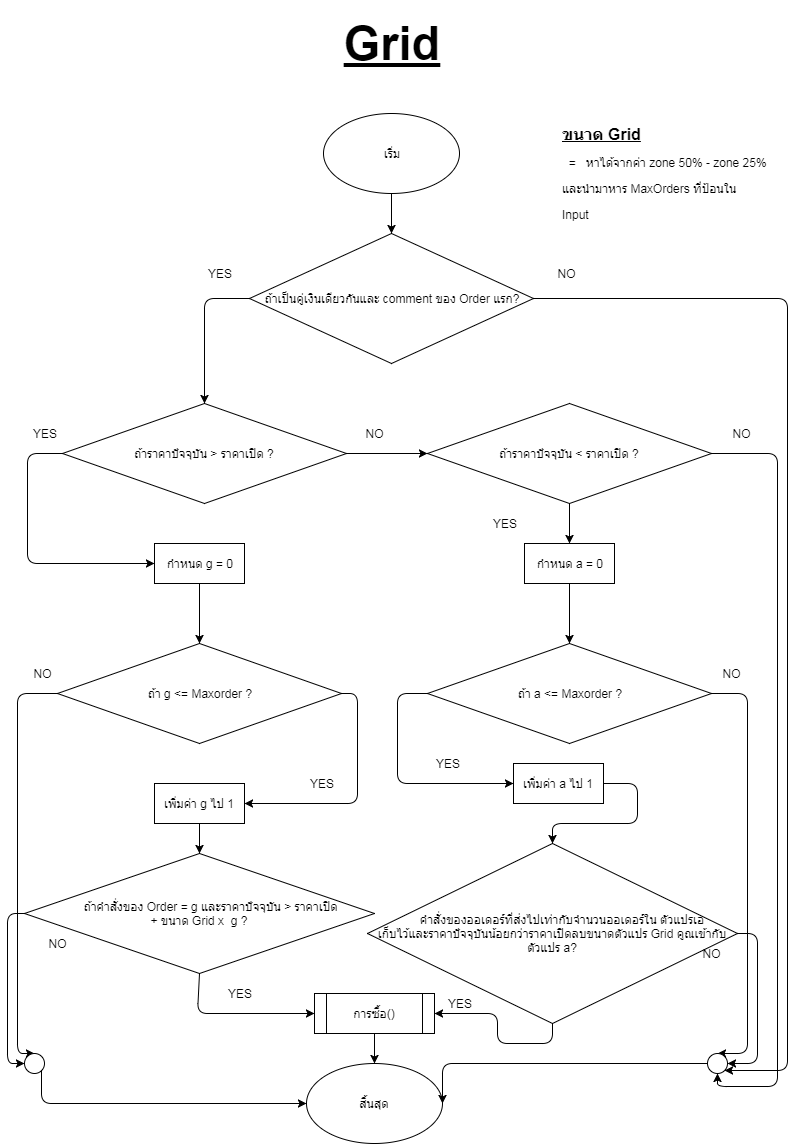 Grid
เริ่ม
ขนาด Grid
= หาได้จากค่า zone 50% - zone 25%
และนำมาหาร MaxOrders ที่ป้อนใน
Input
YES
NO
ถ้าเป็นคู่เงินเดียวกันและ comment ของ Order แรก?
YES
ถ้าราคาปัจจุบัน > ราคาเปิด ?
NO
ถ้าราคาปัจจุบัน < ราคาเปิด ?
NO
YES
กำหนด g = 0
กำหนด a = 0
NO
ถ้า g <= Maxorder ?
ถ้า a <= Maxorder ?
NO
YES
YES
เพิ่มค่า g ไป 1
เพิ่มค่า a ไป 1
ถ้าคำสั่งของ Order = g และราคาปัจจุบัน > ราคาเปิด
+ ขนาด Grid x g ?
NO
คำสั่งของออเดอร์ที่ส่งไปเท่ากับจำนวนออเดอร์ใน ตัวแปรเอ
เก็บไว้และราคาปัจจุบันน้อยกว่าราคาเปิดลบขนาดตัวแปร Grid คูณเข้ากับ
ตัวแปร a?
NO
YES
YES
การซื้อ()
สิ้นสุด